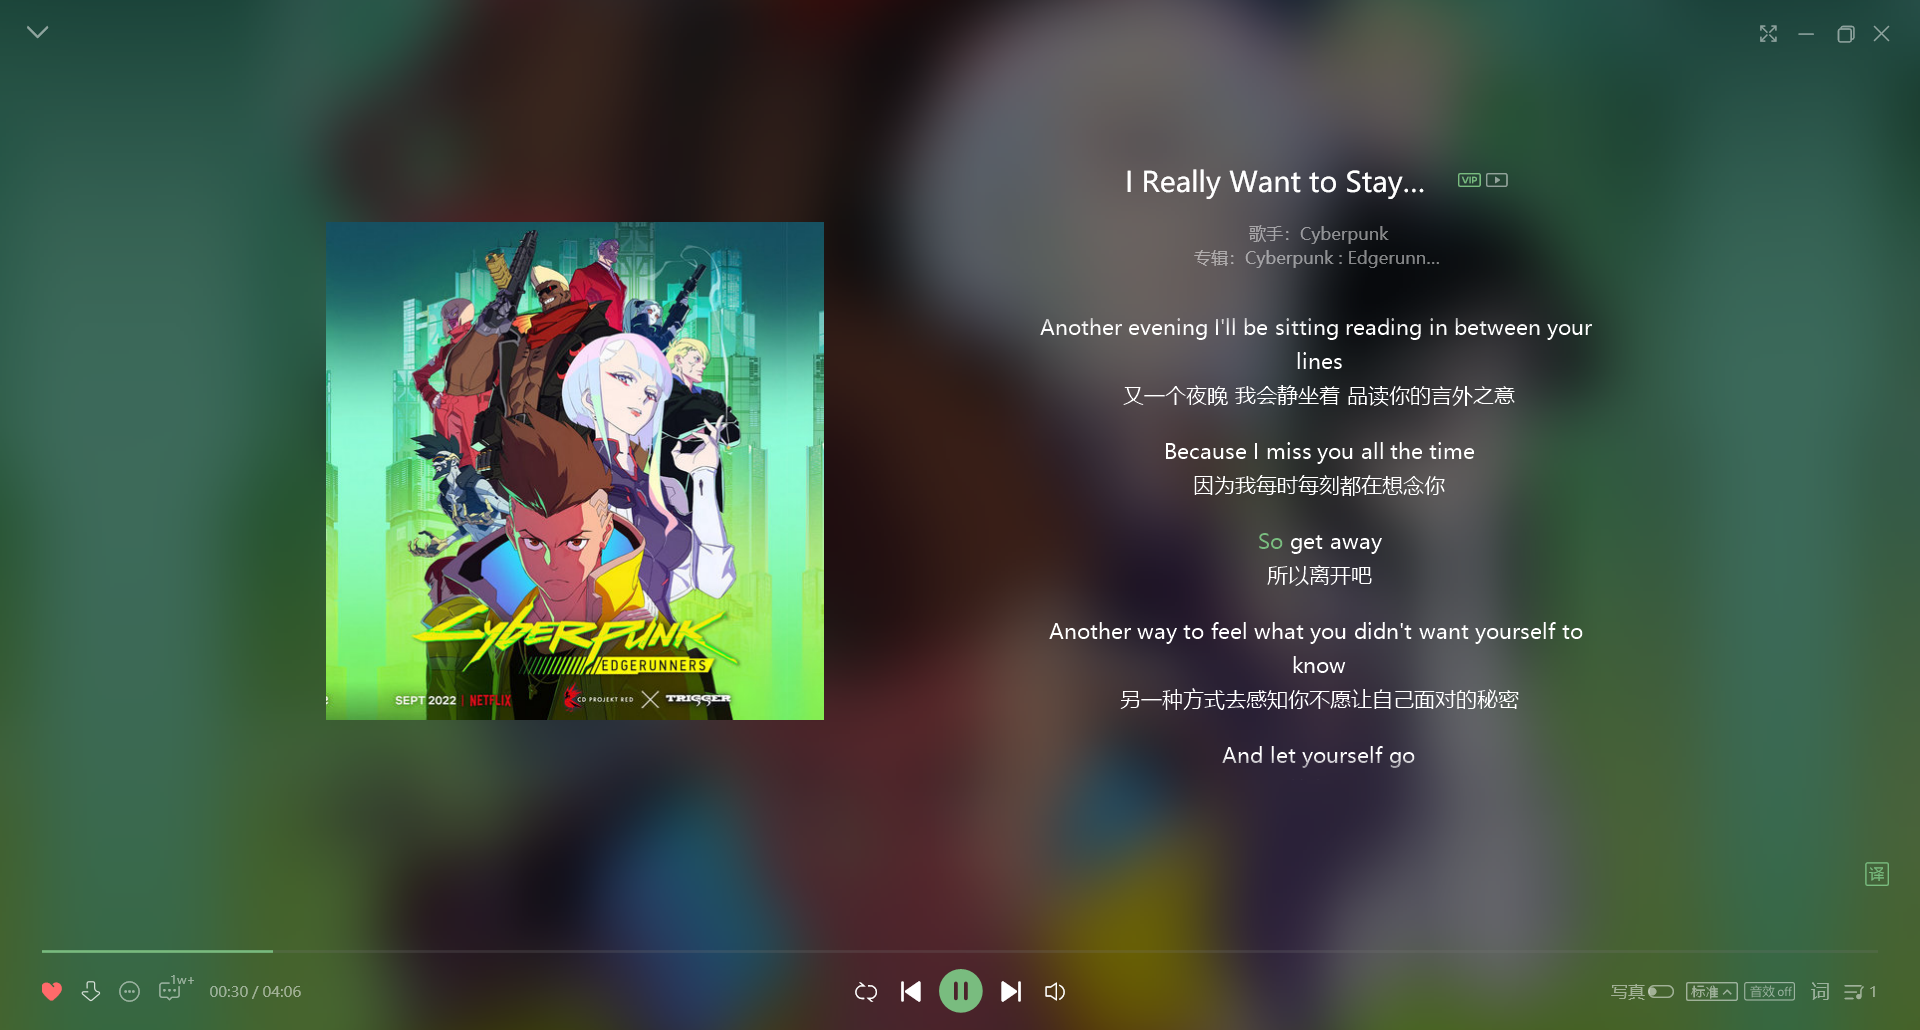 I Really Want to Stay...
VIP
歌手：Cyberpunk
专辑：Cyberpunk : Edgerunn...
Another evening I'll be sitting reading in between your
lines
又一个夜晚 我会静坐着 品读你的言外之意
Because I miss you all the time
因为我每时每刻都在想念你
So get away
所以离开吧
Another way to feel what you didn't want yourself to
know
另一种方式去感知你不愿让自己面对的秘密
And let yourself go
CYBERPUNK
EDGERUNNERS
2
SEPT 2022 | NETFLIX
CD PROJEKT RED
TRIGGER
译
1w+
00:30 / 04:06
写真
标准
音效 off
词
1